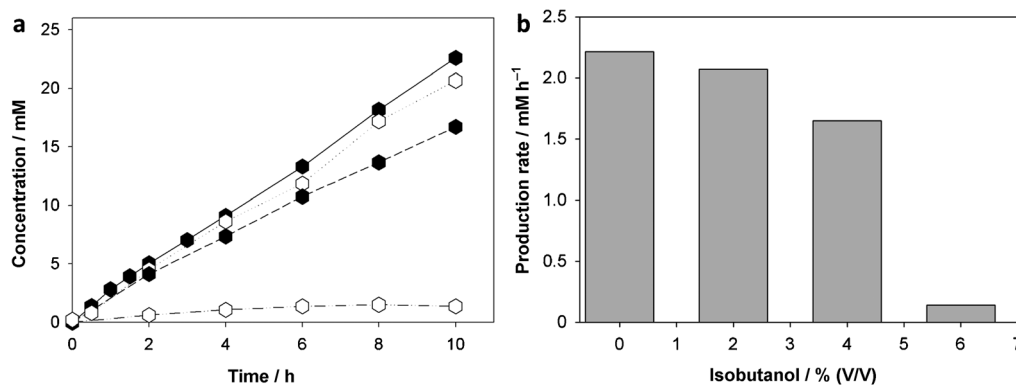 a
25
20
15
10
5
0
Concentration / mM
0 2 4 6 8 10
Time / h
b
2.5
2.0
1.5
1.0
0.5
0
Production rate / mM h⁻¹
0 1 2 3 4 5 6 7
Isobutanol / % (V/V)